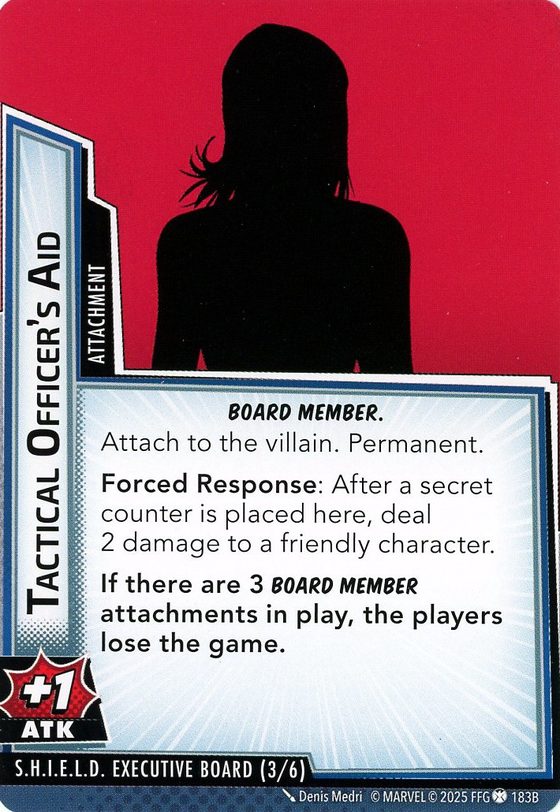 TACTICAL OFFICER'S AID
ATTACHMENT
BOARD MEMBER.
Attach to the villain. Permanent.
Forced Response: After a secret
counter is placed here, deal
2 damage to a friendly character.
If there are 3 BOARD MEMBER
attachments in play, the players
lose the game.
+1
ATK
S.H.I.E.L.D. EXECUTIVE BOARD (3/6)
Denis Medri © MARVEL © 2025 FFG 183B